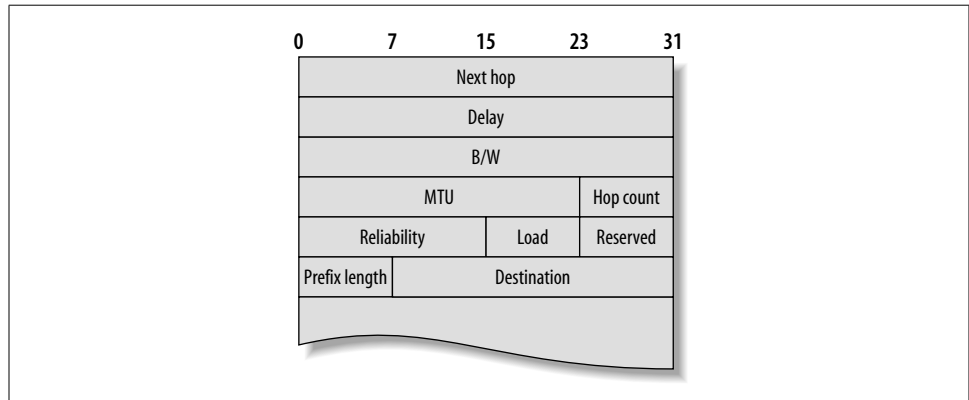 0 7 15 23 31
Next hop
Delay
B/W
MTU Hop count
Reliability Load Reserved
Prefix length Destination